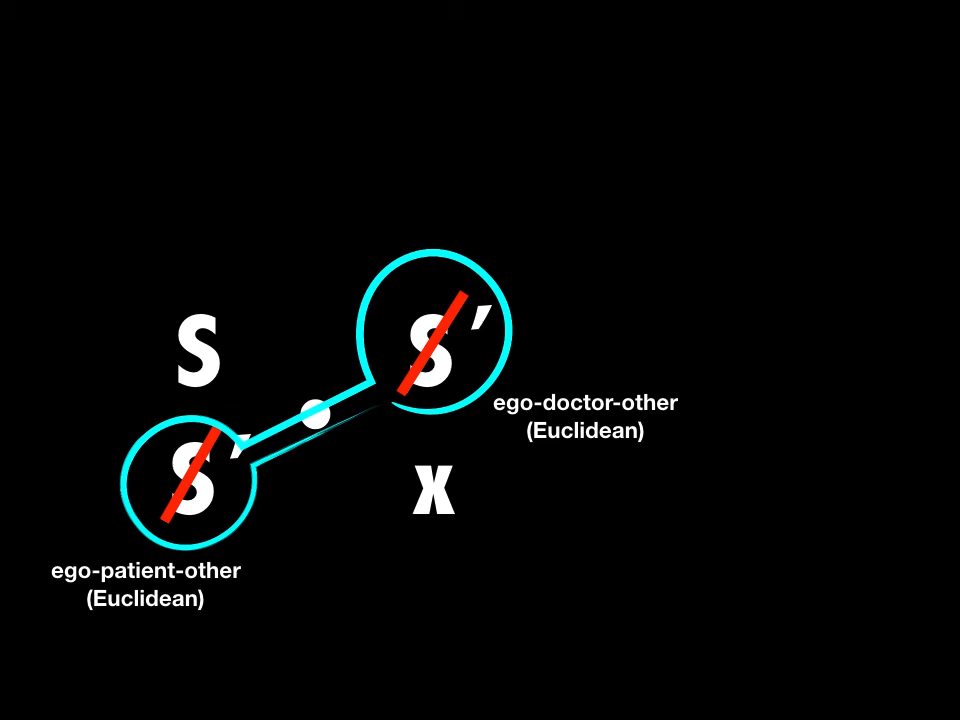 S S′
ego-doctor-other
(Euclidean)
S′ x
ego-patient-other
(Euclidean)